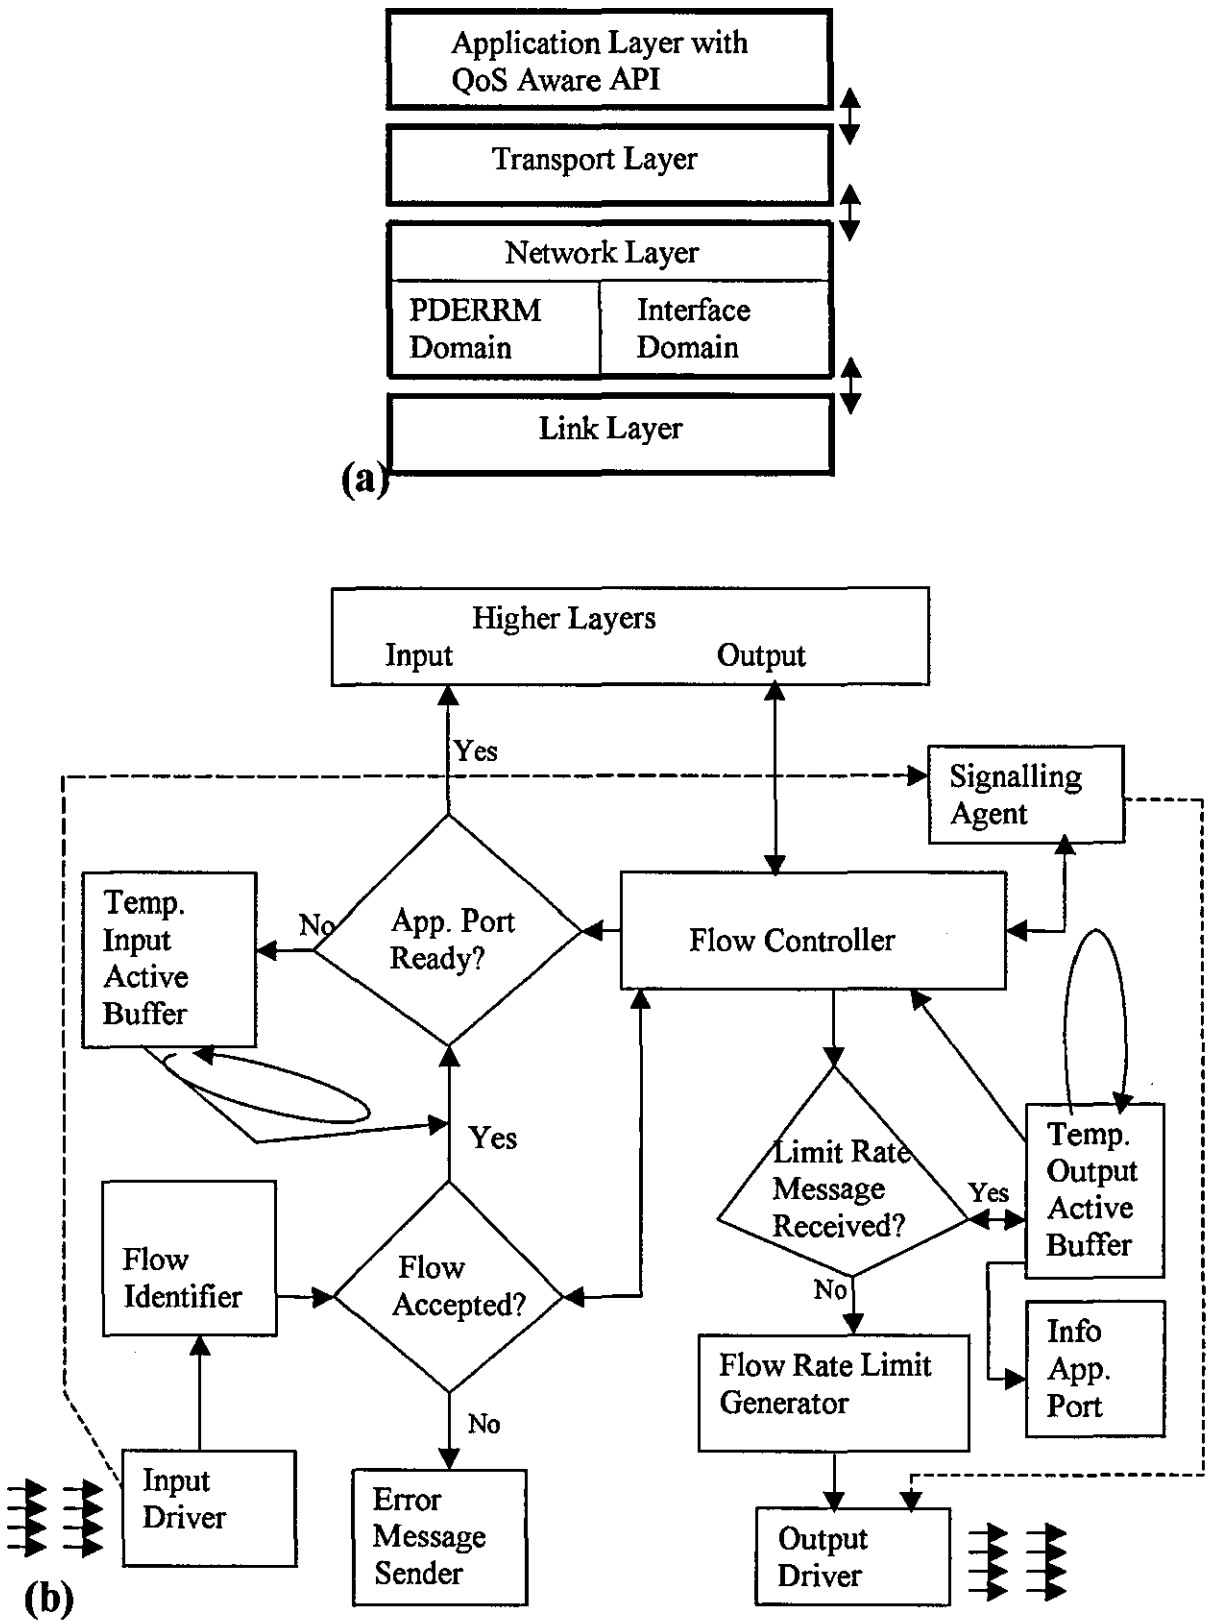 Application Layer with
QoS Aware API
Transport Layer
Network Layer
PDERRM
Domain
Interface
Domain
Link Layer
(a)
Higher Layers
Input
Output
Yes
Signalling
Agent
Temp.
Input
Active
Buffer
No
App. Port
Ready?
Flow Controller
Yes
Limit Rate
Message
Received?
Yes
Temp.
Output
Active
Buffer
Flow
Identifier
Flow
Accepted?
No
Flow Rate Limit
Generator
Info
App.
Port
No
Input
Driver
Error
Message
Sender
Output
Driver
(b)